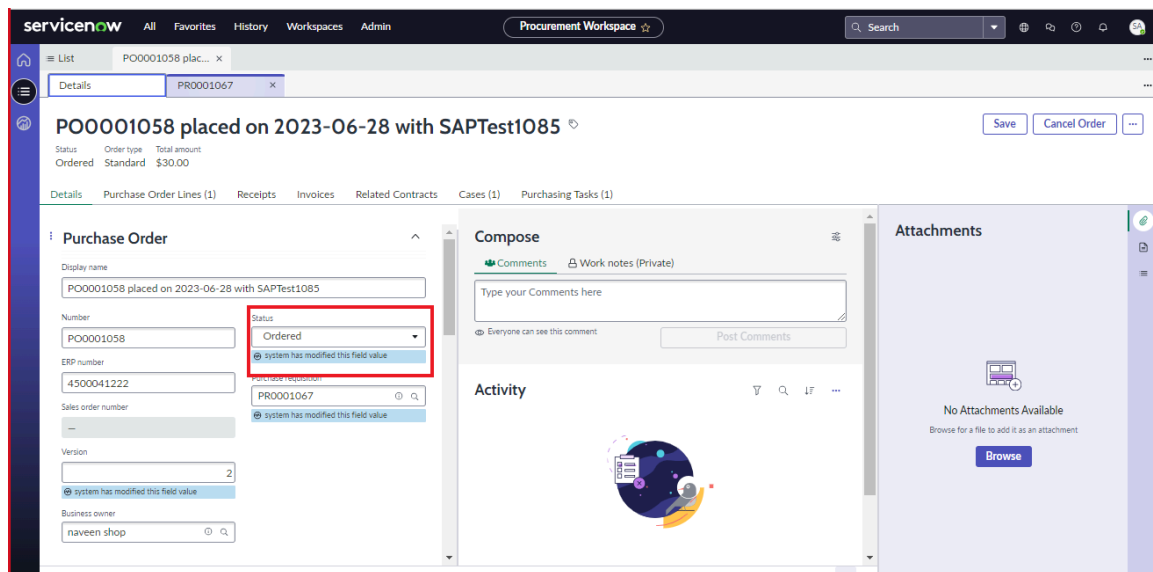 servicenow All Favorites History Workspaces Admin Procurement Workspace Search SA
List PO0001058 plac... ×
Details PR0001067 ×
PO0001058 placed on 2023-06-28 with SAPTest1085
Save Cancel Order
Status Order type Total amount
Ordered Standard $30.00
Details Purchase Order Lines (1) Receipts Invoices Related Contracts Cases (1) Purchasing Tasks (1)
Purchase Order
Display name
PO0001058 placed on 2023-06-28 with SAPTest1085
Number
PO0001058
Status
Ordered
system has modified this field value
ERP number
4500041222
Purchase requisition
PR0001067
system has modified this field value
Sales order number
—
Version
2
system has modified this field value
Business owner
naveen shop
Compose
Comments Work notes (Private)
Type your Comments here
Everyone can see this comment
Post Comments
Activity
Attachments
No Attachments Available
Browse for a file to add it as an attachment
Browse